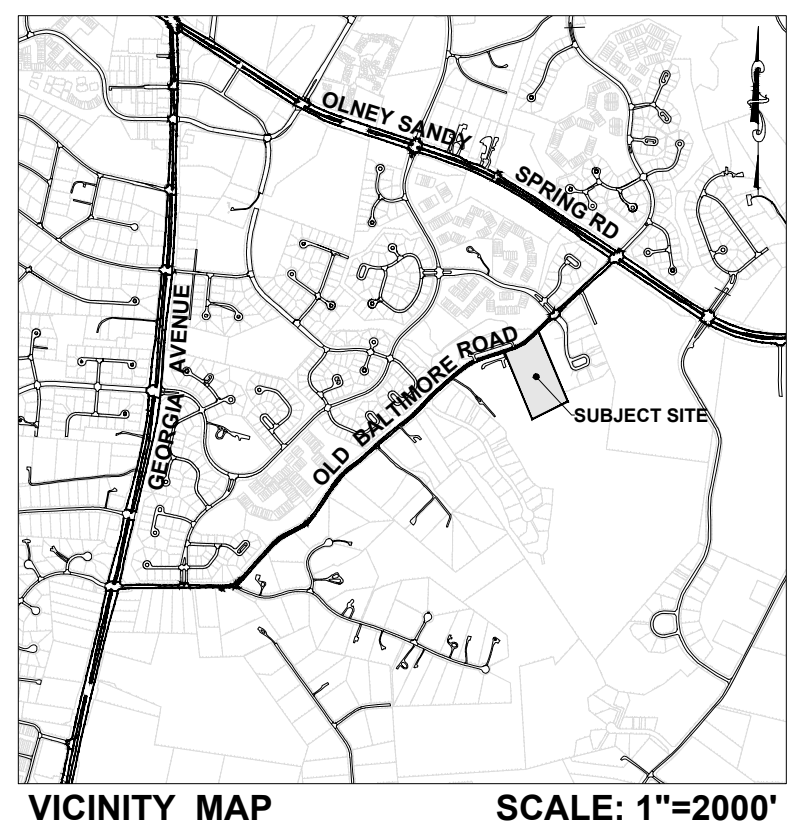 OLNEY SANDY
SPRING RD
GEORGIA AVENUE
OLD BALTIMORE ROAD
SUBJECT SITE
VICINITY MAP
SCALE: 1"=2000'